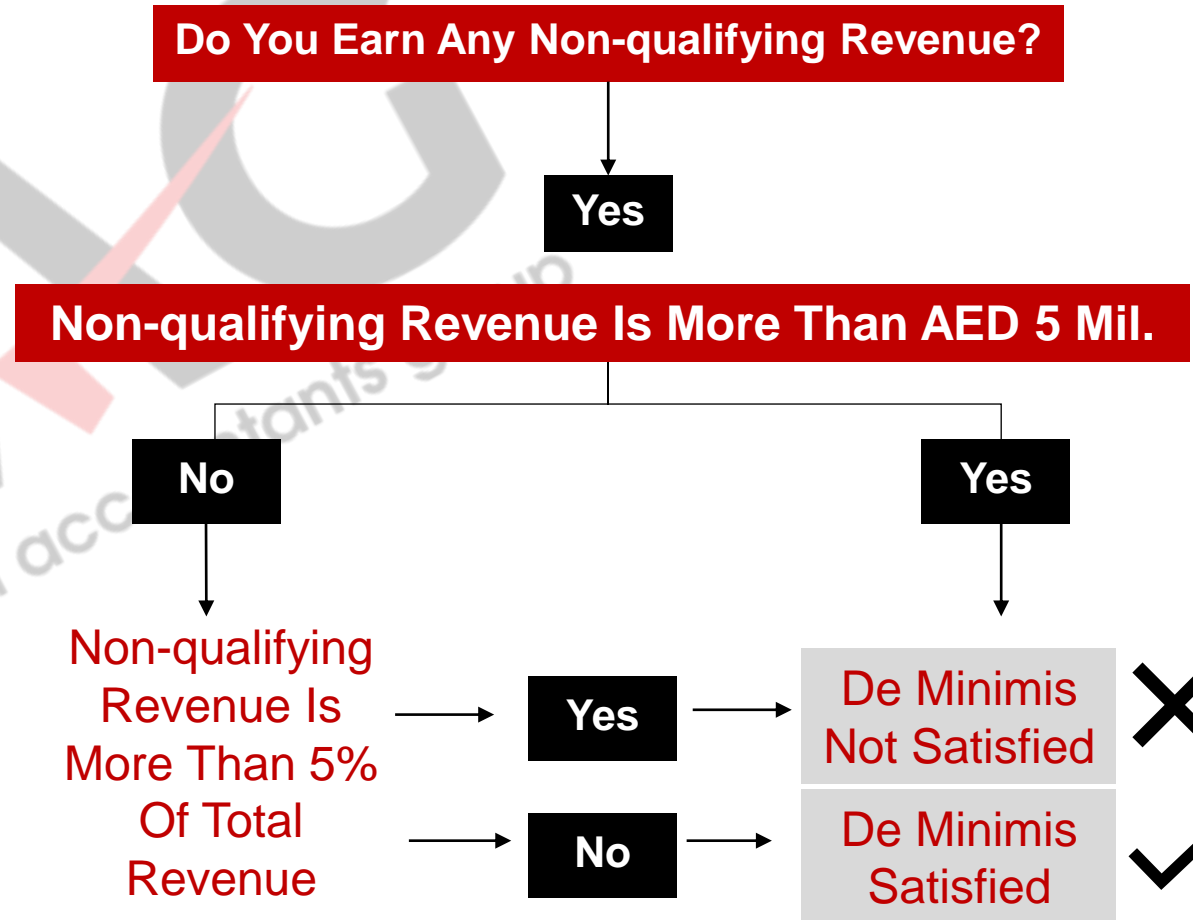 Do You Earn Any Non-qualifying Revenue?
Yes
Non-qualifying Revenue Is More Than AED 5 Mil.
No
Yes
Non-qualifying
Revenue Is
More Than 5%
Of Total
Revenue
Yes
De Minimis
Not Satisfied
No
De Minimis
Satisfied